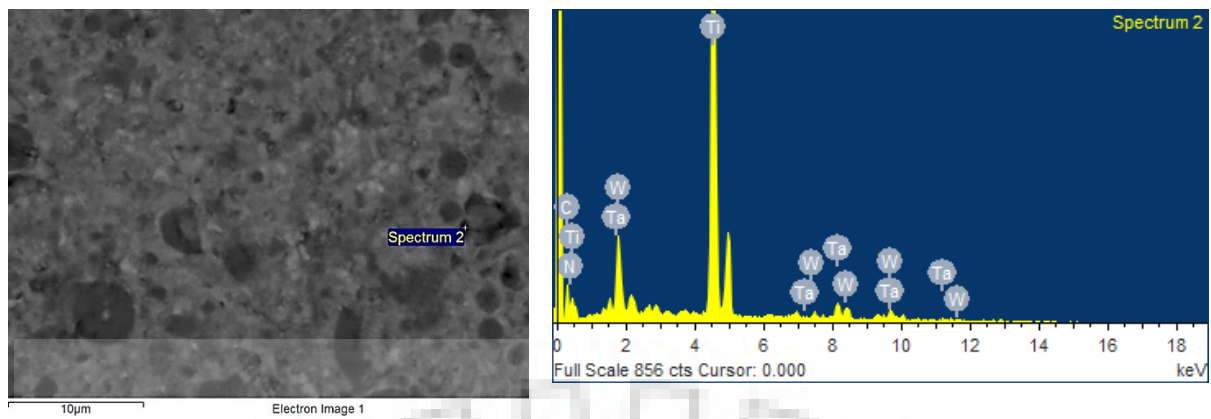 Spectrum 2
10µm
Electron Image 1
Spectrum 2
Ti
W
Ta
C
Ti
N
W
Ta
Ta
W
W
Ta
Ta
W
0 2 4 6 8 10 12 14 16 18
Full Scale 856 cts Cursor: 0.000
keV